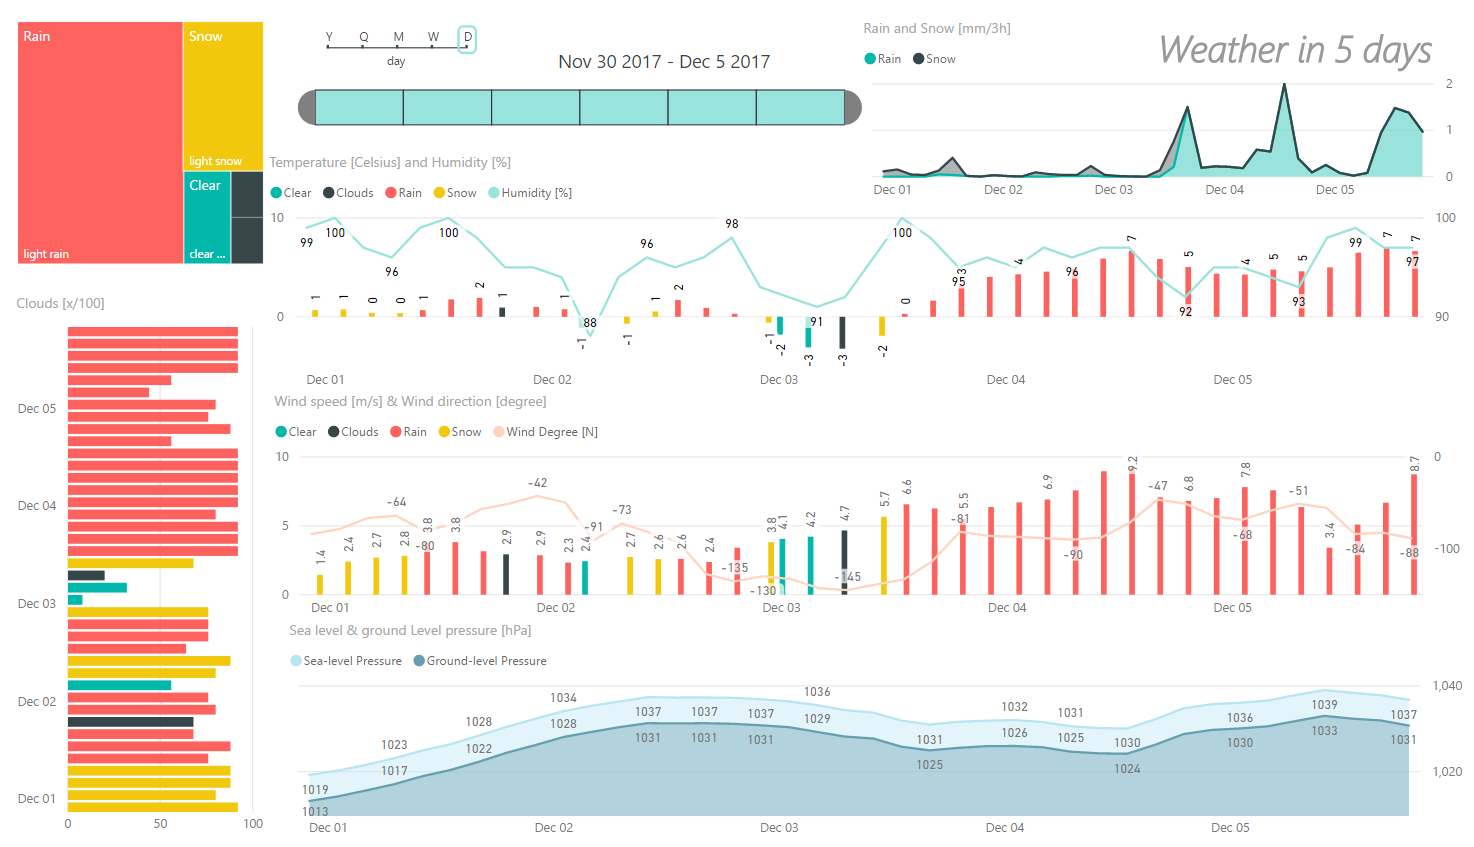 Rain
Snow
light snow
Clear
light rain
clear ...
Y Q M W D
day
Nov 30 2017 - Dec 5 2017
Rain and Snow [mm/3h]
Rain Snow
Weather in 5 days
2
1
0
Dec 01 Dec 02 Dec 03 Dec 04 Dec 05
Temperature [Celsius] and Humidity [%]
Clear Clouds Rain Snow Humidity [%]
10 100
99 100 96 100 88 96 98 91 100 95 96 92 93 99 97
1 1 0 0 1 2 1 1 -1 -1 1 2 -1 -2 -3 -3 -2 0 3 4 7 5 4 5 5 7 7
0 90
Dec 01 Dec 02 Dec 03 Dec 04 Dec 05
Clouds [x/100]
Dec 05
Dec 04
Dec 03
Dec 02
Dec 01
0 50 100
Wind speed [m/s] & Wind direction [degree]
Clear Clouds Rain Snow Wind Degree [N]
10 0
5 -100
0
-64 -80 -42 -91 -73 -135 -130 -145 -81 -90 -47 -68 -51 -84 -88
1.4 2.4 2.7 2.8 3.8 3.8 2.9 2.9 2.3 2.4 2.7 2.6 2.6 2.4 3.8 4.1 4.2 4.7 5.7 6.6 5.5 6.9 9.2 6.8 7.8 3.4 8.7
Dec 01 Dec 02 Dec 03 Dec 04 Dec 05
Sea level & ground Level pressure [hPa]
Sea-level Pressure Ground-level Pressure
1,040
1,020
1019 1023 1028 1034 1037 1037 1037 1036 1031 1032 1031 1030 1036 1039 1037
1013 1017 1022 1028 1031 1031 1031 1029 1025 1026 1025 1024 1030 1033 1031
Dec 01 Dec 02 Dec 03 Dec 04 Dec 05